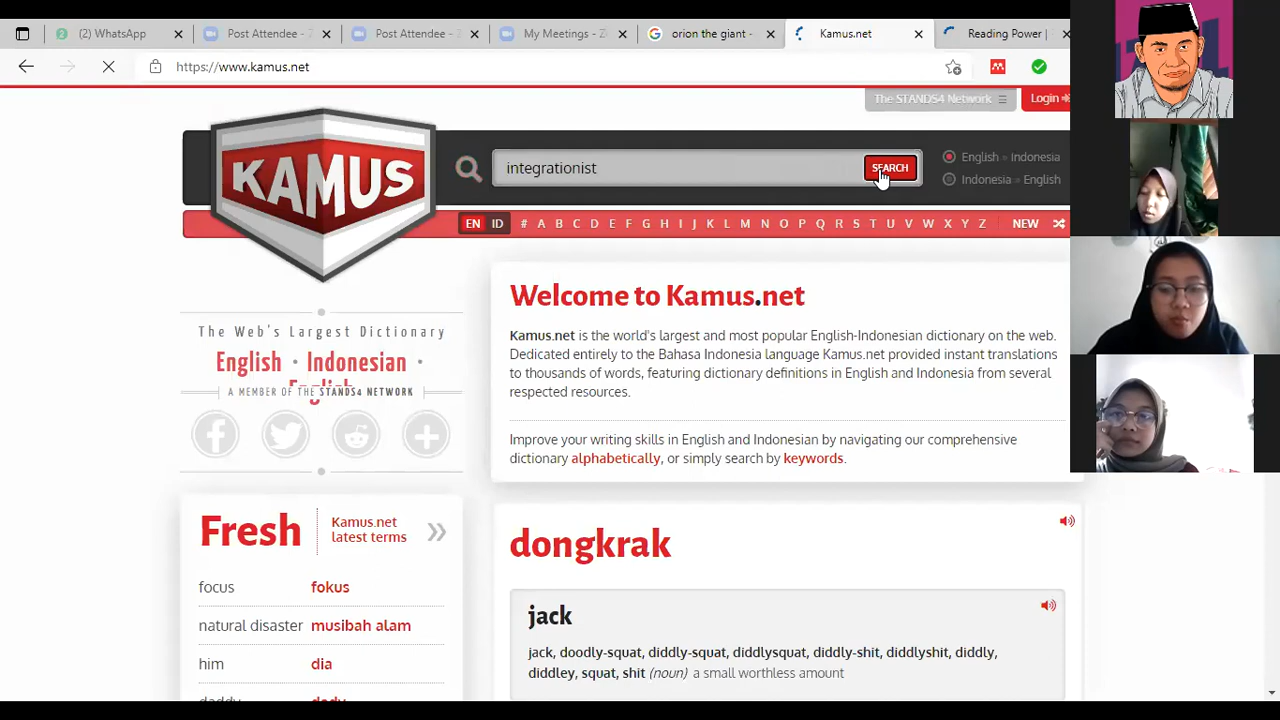 (2) WhatsApp
Post Attendee - Z
Post Attendee - Z
My Meetings - Z
orion the giant -
Kamus.net
Reading Power |
https://www.kamus.net
The STANDS4 Network
Login
KAMUS
integrationist
SEARCH
English » Indonesia
Indonesia » English
EN ID # A B C D E F G H I J K L M N O P Q R S T U V W X Y Z NEW
Welcome to Kamus.net
Kamus.net is the world's largest and most popular English-Indonesian dictionary on the web.
Dedicated entirely to the Bahasa Indonesia language Kamus.net provided instant translations
to thousands of words, featuring dictionary definitions in English and Indonesia from several
respected resources.
Improve your writing skills in English and Indonesian by navigating our comprehensive
dictionary alphabetically, or simply search by keywords.
The Web's Largest Dictionary
English · Indonesian ·
English
A MEMBER OF THE STANDS4 NETWORK
Fresh
Kamus.net
latest terms
focus fokus
natural disaster musibah alam
him dia
dongkrak
jack
jack, doodly-squat, diddly-squat, diddlysquat, diddly-shit, diddlyshit, diddly,
diddley, squat, shit (noun) a small worthless amount